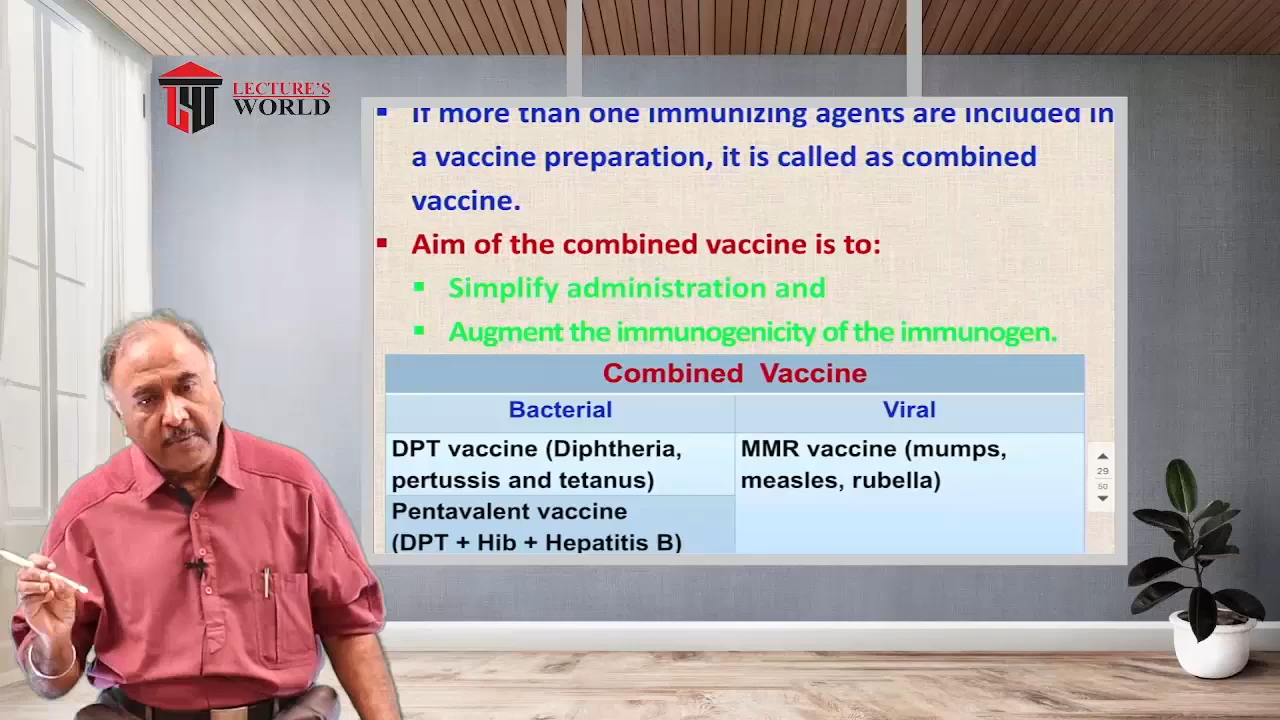 LECTURE'S
WORLD
If more than one immunizing agents are included in
a vaccine preparation, it is called as combined
vaccine.
Aim of the combined vaccine is to:
Simplify administration and
Augment the immunogenicity of the immunogen.
Combined Vaccine
Bacterial
Viral
DPT vaccine (Diphtheria,
pertussis and tetanus)
MMR vaccine (mumps,
measles, rubella)
Pentavalent vaccine
(DPT + Hib + Hepatitis B)
29
50